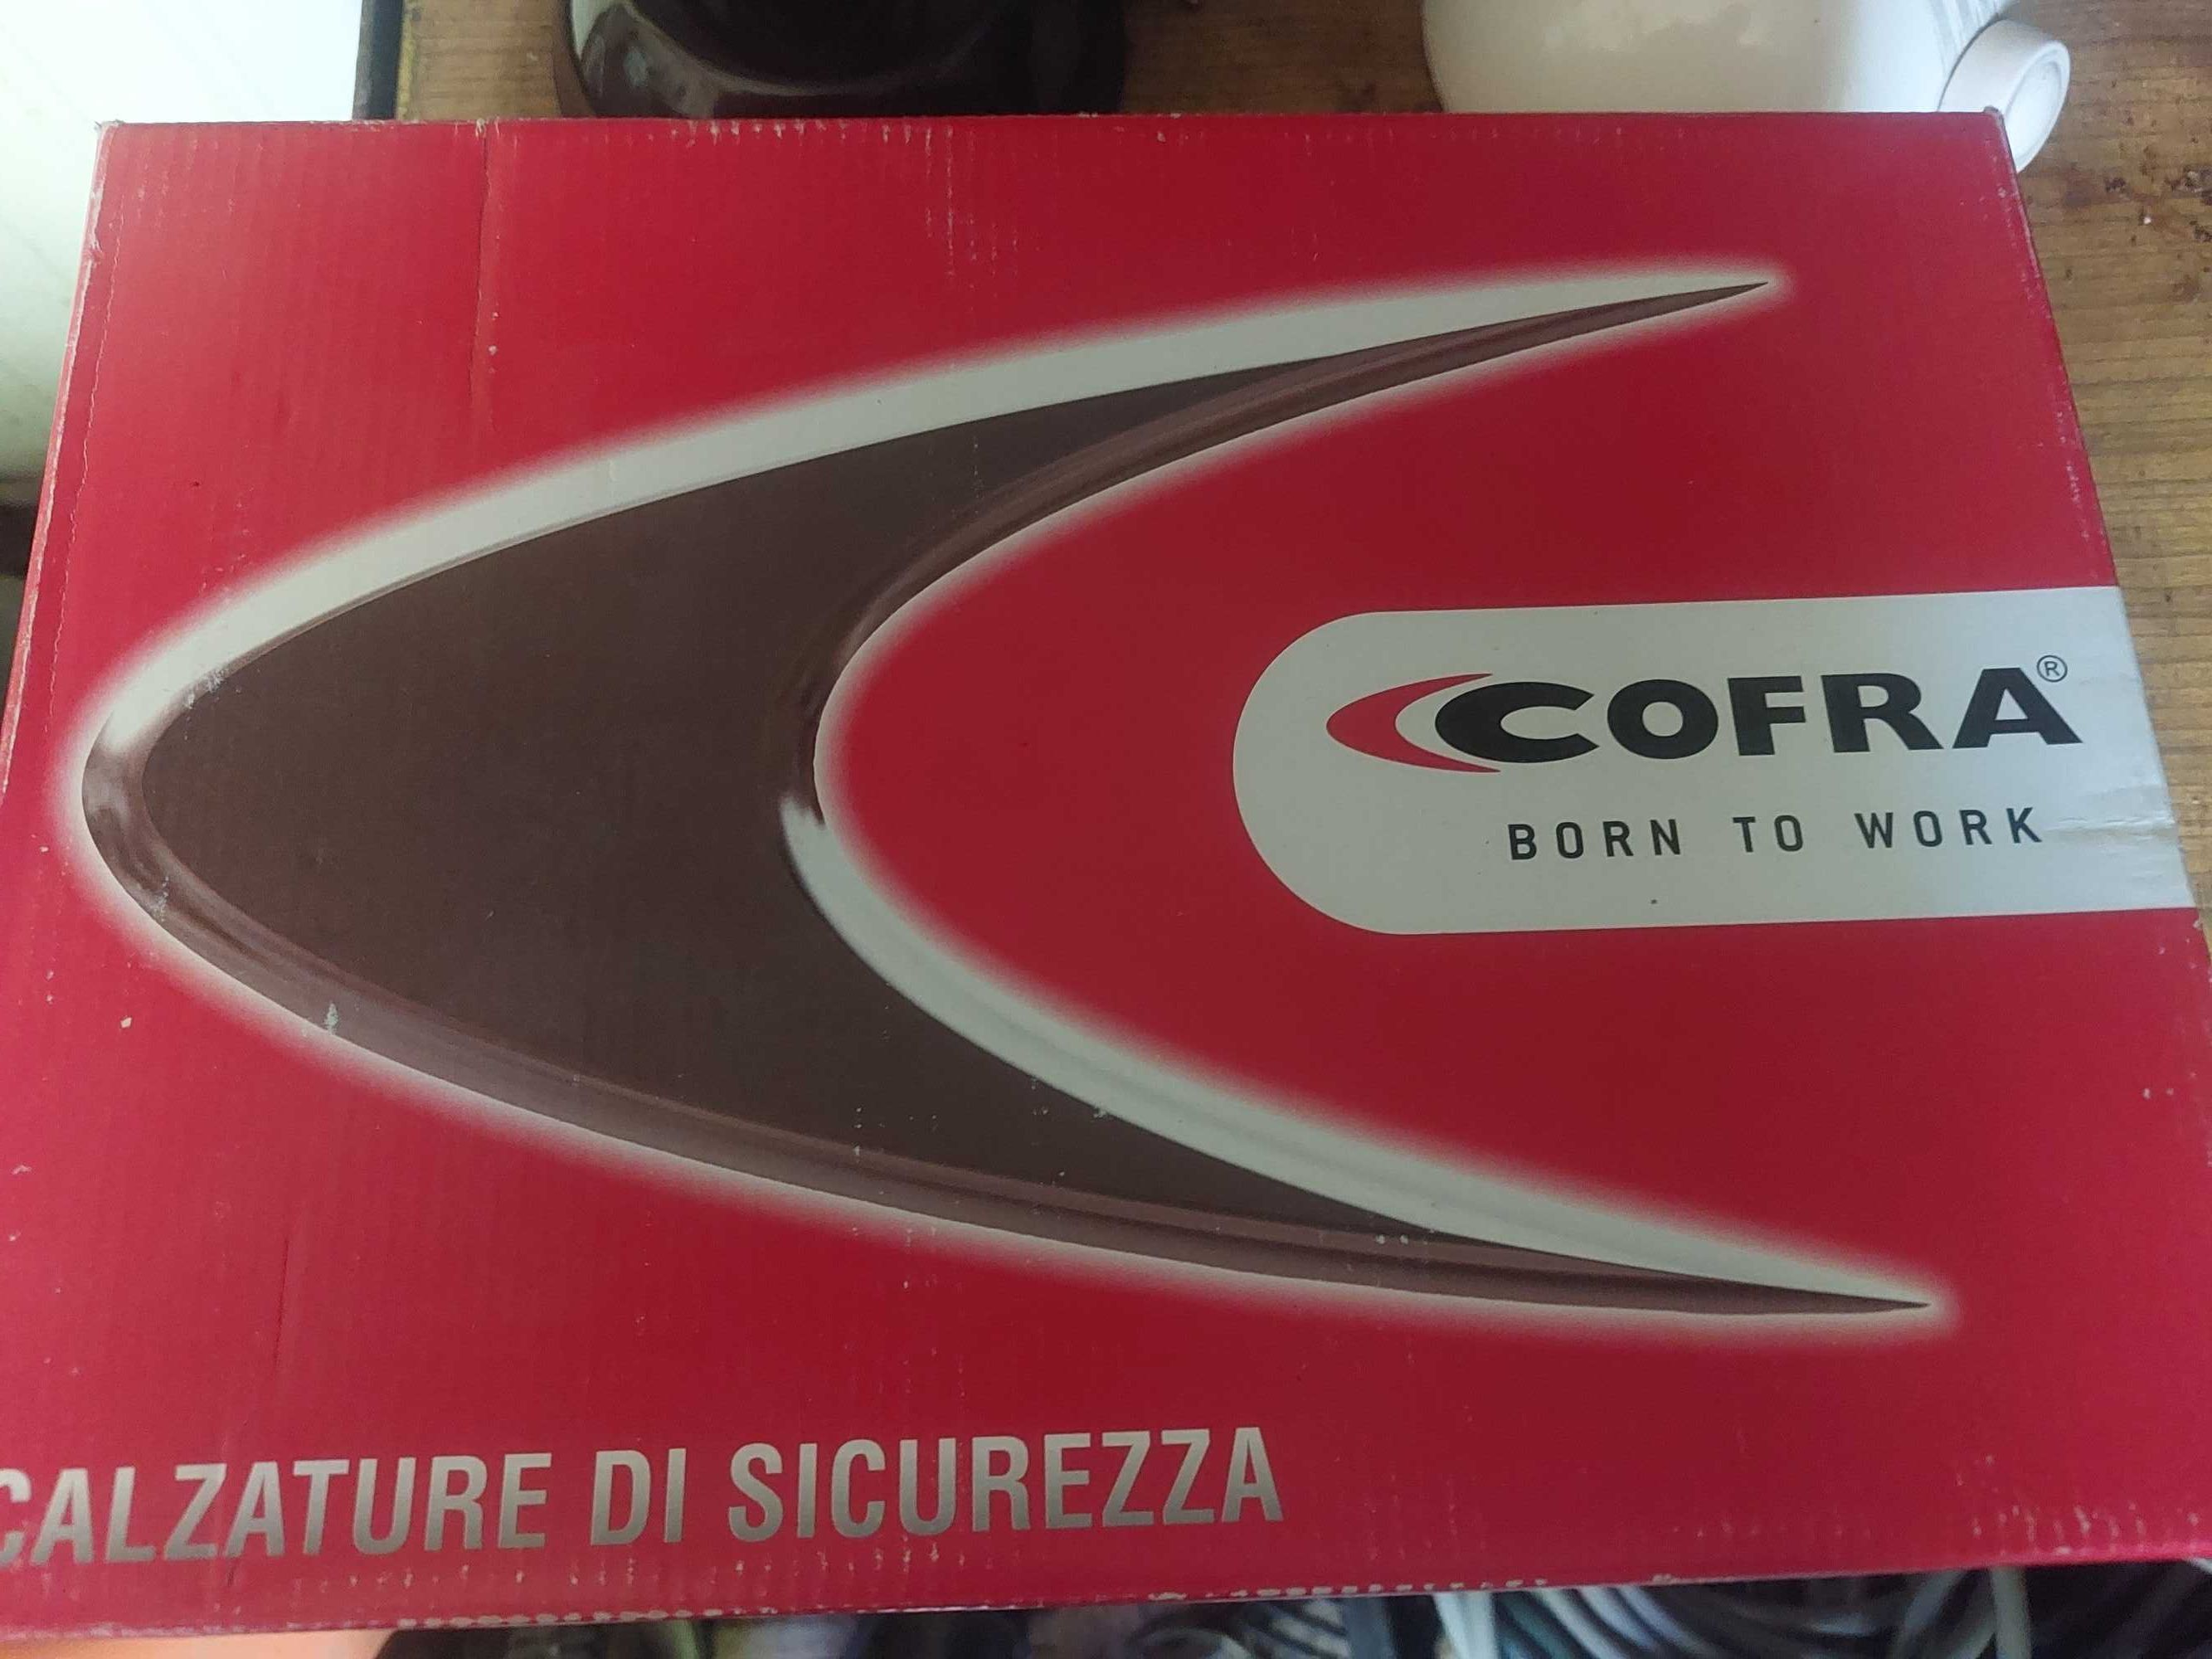 COFRA®
BORN TO WORK
CALZATURE DI SICUREZZA